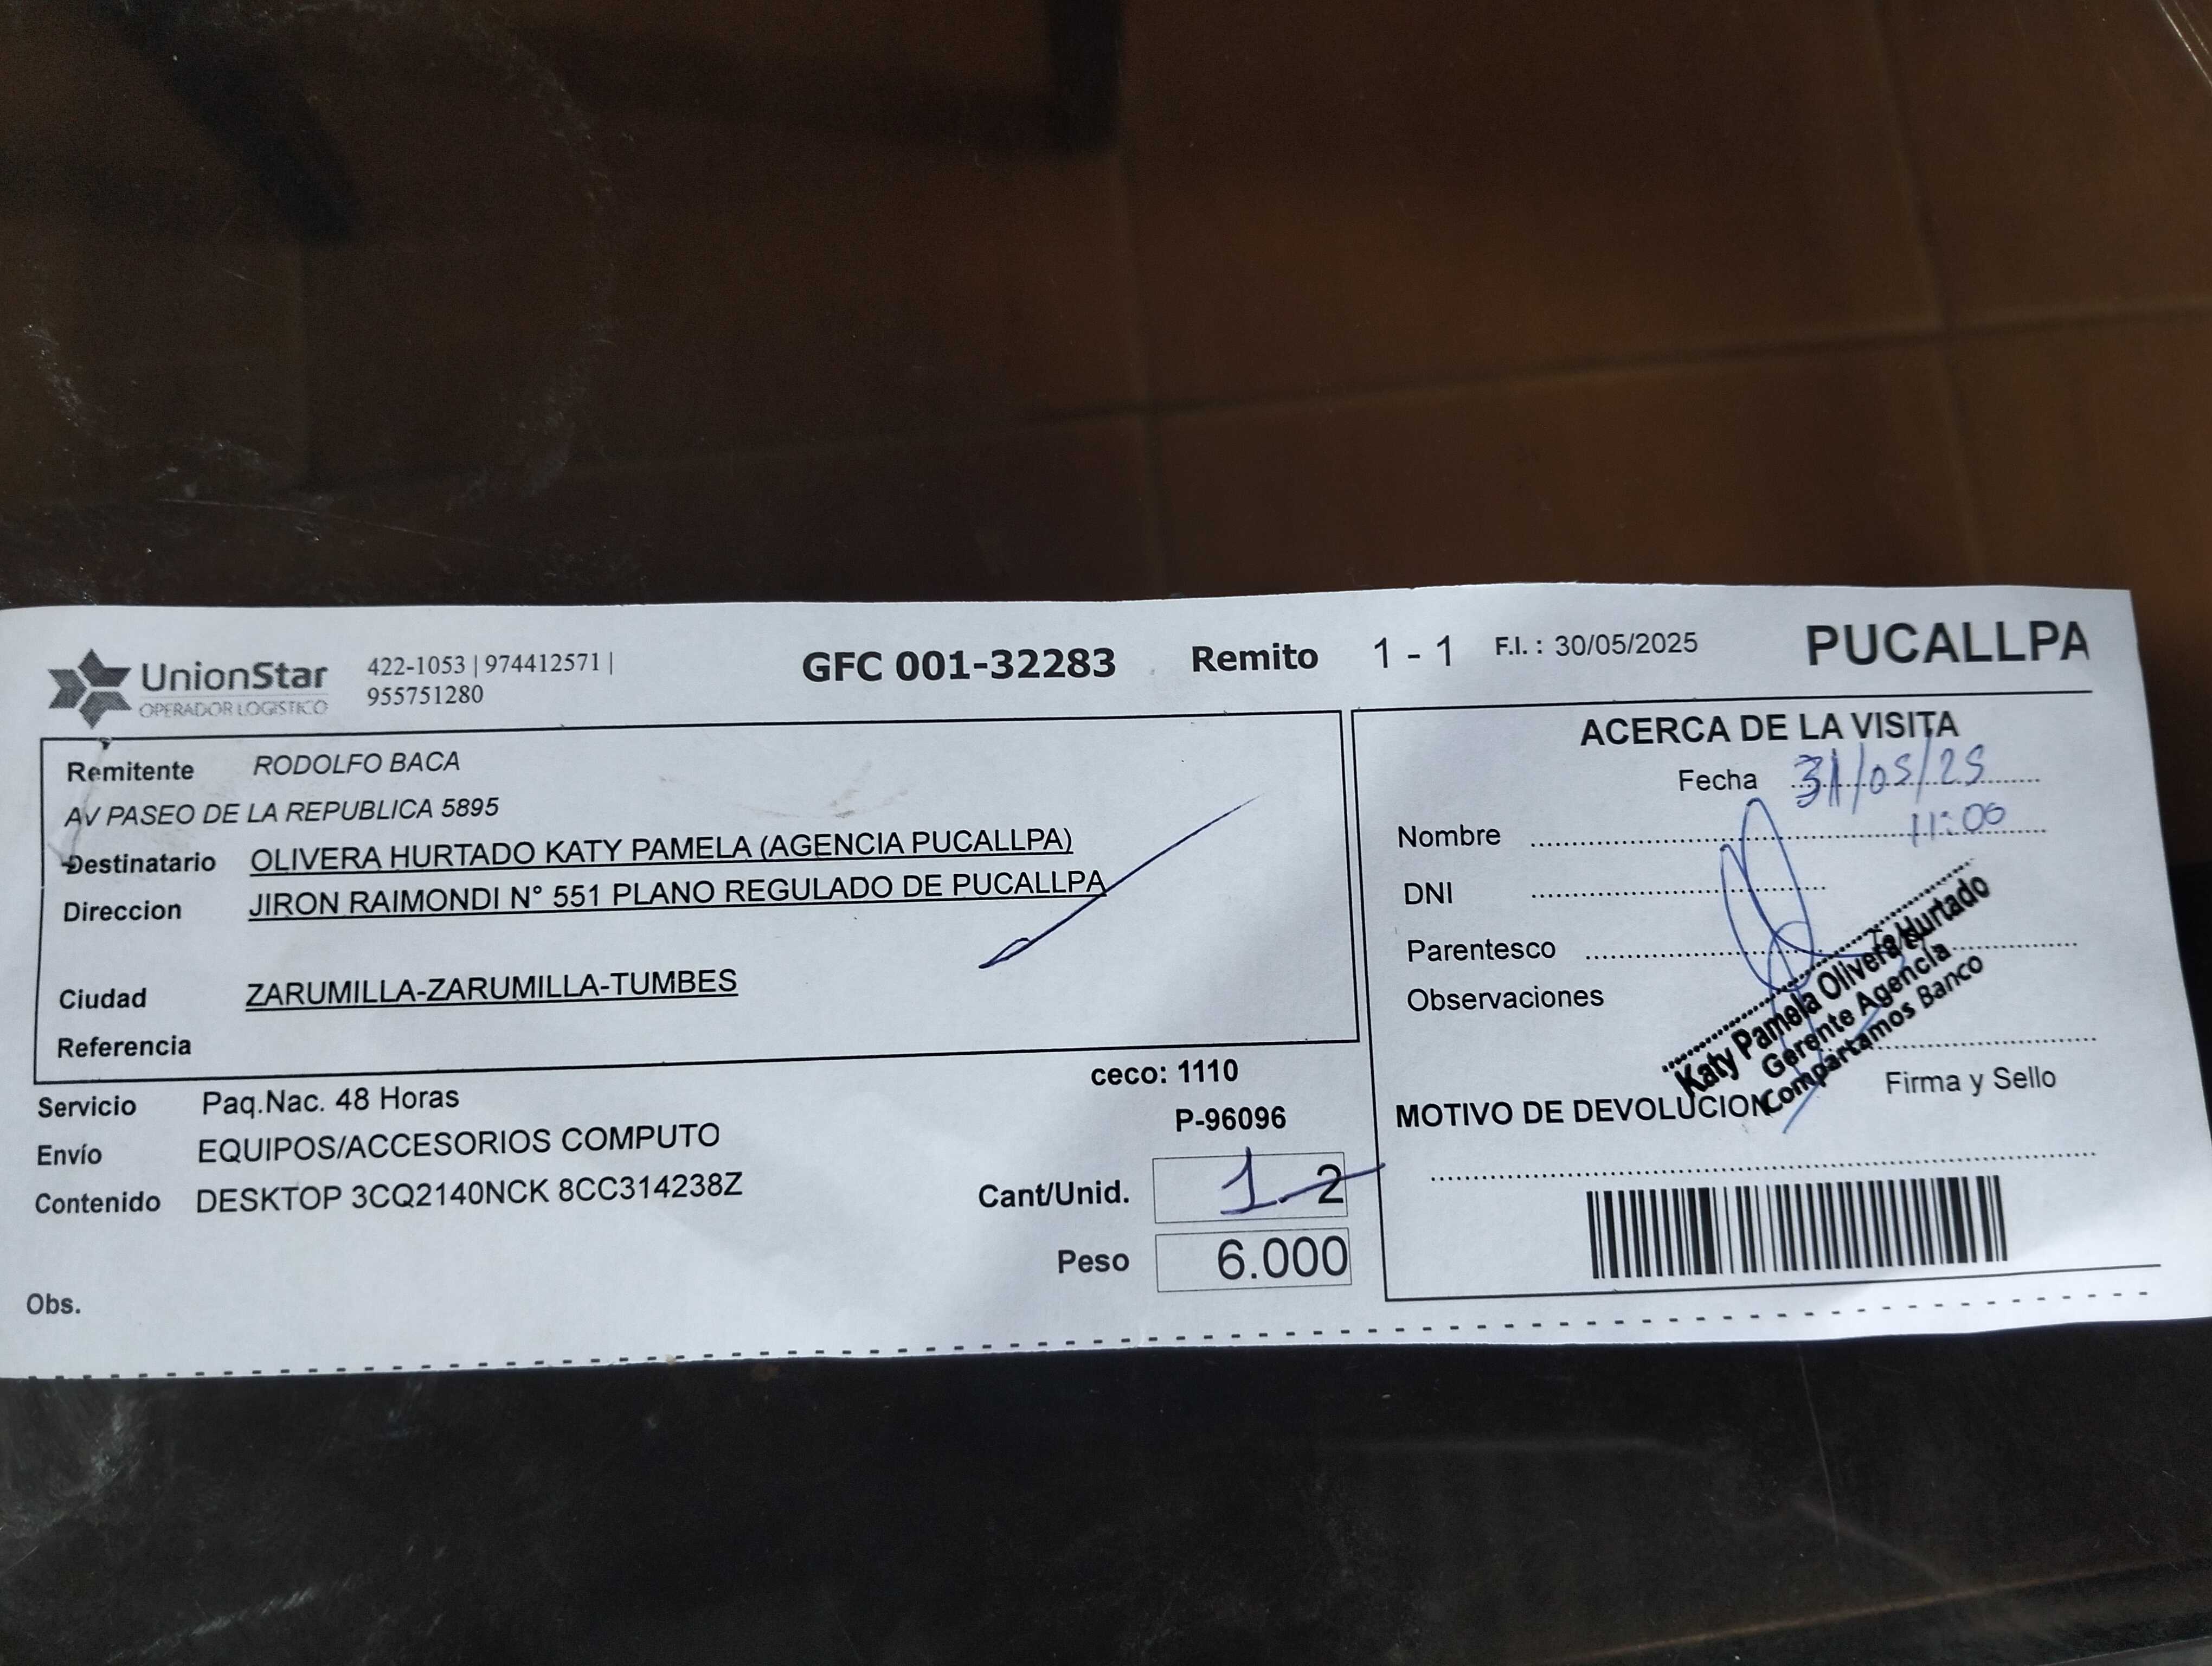 UnionStar
OPERADOR LOGISTICO
422-1053 | 974412571 |
955751280
GFC 001-32283 Remito 1 - 1 F.I. : 30/05/2025 PUCALLPA
Remitente RODOLFO BACA
AV PASEO DE LA REPUBLICA 5895
Destinatario OLIVERA HURTADO KATY PAMELA (AGENCIA PUCALLPA)
Direccion JIRON RAIMONDI N° 551 PLANO REGULADO DE PUCALLPA
Ciudad ZARUMILLA-ZARUMILLA-TUMBES
Referencia
ceco: 1110
Servicio Paq.Nac. 48 Horas
P-96096
Envío EQUIPOS/ACCESORIOS COMPUTO
Contenido DESKTOP 3CQ2140NCK 8CC314238Z
Cant/Unid. 1 2
Peso 6.000
Obs.
ACERCA DE LA VISITA
Fecha 31/05/25
Nombre 11:00
DNI
Parentesco
Observaciones
Katy Pamela Olivera Hurtado
Gerente Agencia
Compartamos Banco
Firma y Sello
MOTIVO DE DEVOLUCION